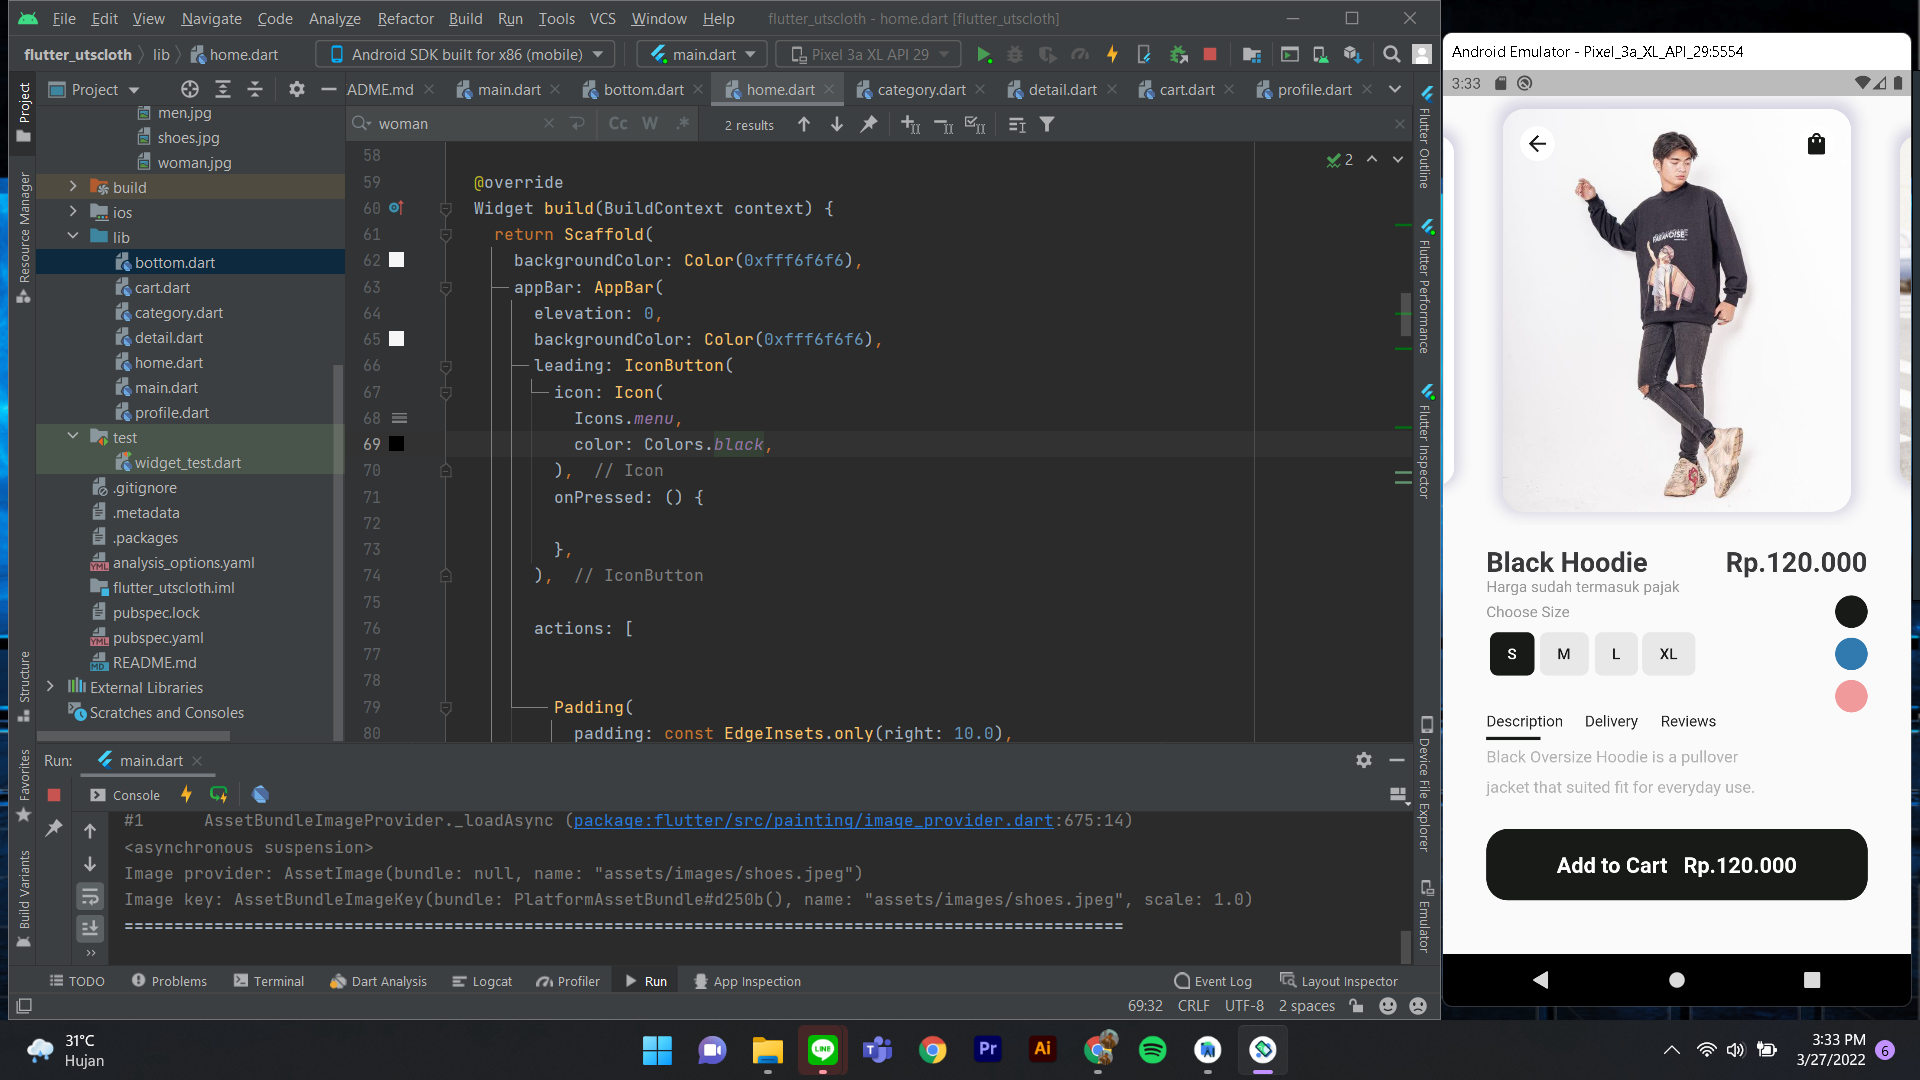 File Edit View Navigate Code Analyze Refactor Build Run Tools VCS Window Help flutter_utscloth - home.dart [flutter_utscloth]
flutter_utscloth lib home.dart Android SDK built for x86 (mobile) main.dart Pixel 3a XL API 29
Project
ADME.md main.dart bottom.dart home.dart category.dart detail.dart cart.dart profile.dart
woman Cc W .* 2 results
men.jpg
shoes.jpg
woman.jpg
build
ios
lib
bottom.dart
cart.dart
category.dart
detail.dart
home.dart
main.dart
profile.dart
test
widget_test.dart
.gitignore
.metadata
.packages
analysis_options.yaml
flutter_utscloth.iml
pubspec.lock
pubspec.yaml
README.md
External Libraries
Scratches and Consoles
Project
Resource Manager
Structure
Favorites
Build Variants
2
58
59 @override
60 Widget build(BuildContext context) {
61 return Scaffold(
62 backgroundColor: Color(0xfff6f6f6),
63 appBar: AppBar(
64 elevation: 0,
65 backgroundColor: Color(0xfff6f6f6),
66 leading: IconButton(
67 icon: Icon(
68 Icons.menu,
69 color: Colors.black,
70 ), // Icon
71 onPressed: () {
72
73 },
74 ), // IconButton
75
76 actions: [
77
78
79 Padding(
80 padding: const EdgeInsets.only(right: 10.0),
Flutter Outline
Flutter Performance
Flutter Inspector
Device File Explorer
Emulator
Run: main.dart
Console
#1 AssetBundleImageProvider._loadAsync (package:flutter/src/painting/image_provider.dart:675:14)
<asynchronous suspension>
Image provider: AssetImage(bundle: null, name: "assets/images/shoes.jpeg")
Image key: AssetBundleImageKey(bundle: PlatformAssetBundle#d250b(), name: "assets/images/shoes.jpeg", scale: 1.0)
====================================================================================================
TODO Problems Terminal Dart Analysis Logcat Profiler Run App Inspection Event Log Layout Inspector
69:32 CRLF UTF-8 2 spaces
Android Emulator - Pixel_3a_XL_API_29:5554
3:33
Black Hoodie Rp.120.000
Harga sudah termasuk pajak
Choose Size
S M L XL
Description Delivery Reviews
Black Oversize Hoodie is a pullover
jacket that suited fit for everyday use.
Add to Cart Rp.120.000
31°C
Hujan
LINE
Pr
Ai
3:33 PM
3/27/2022
6